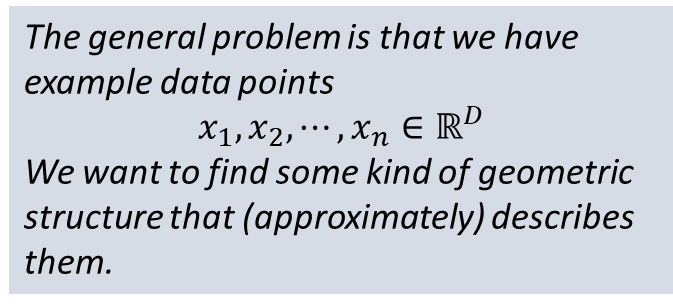 The general problem is that we have
example data points
x₁, x₂, ⋯, xₙ ∈ ℝᴰ
We want to find some kind of geometric
structure that (approximately) describes
them.